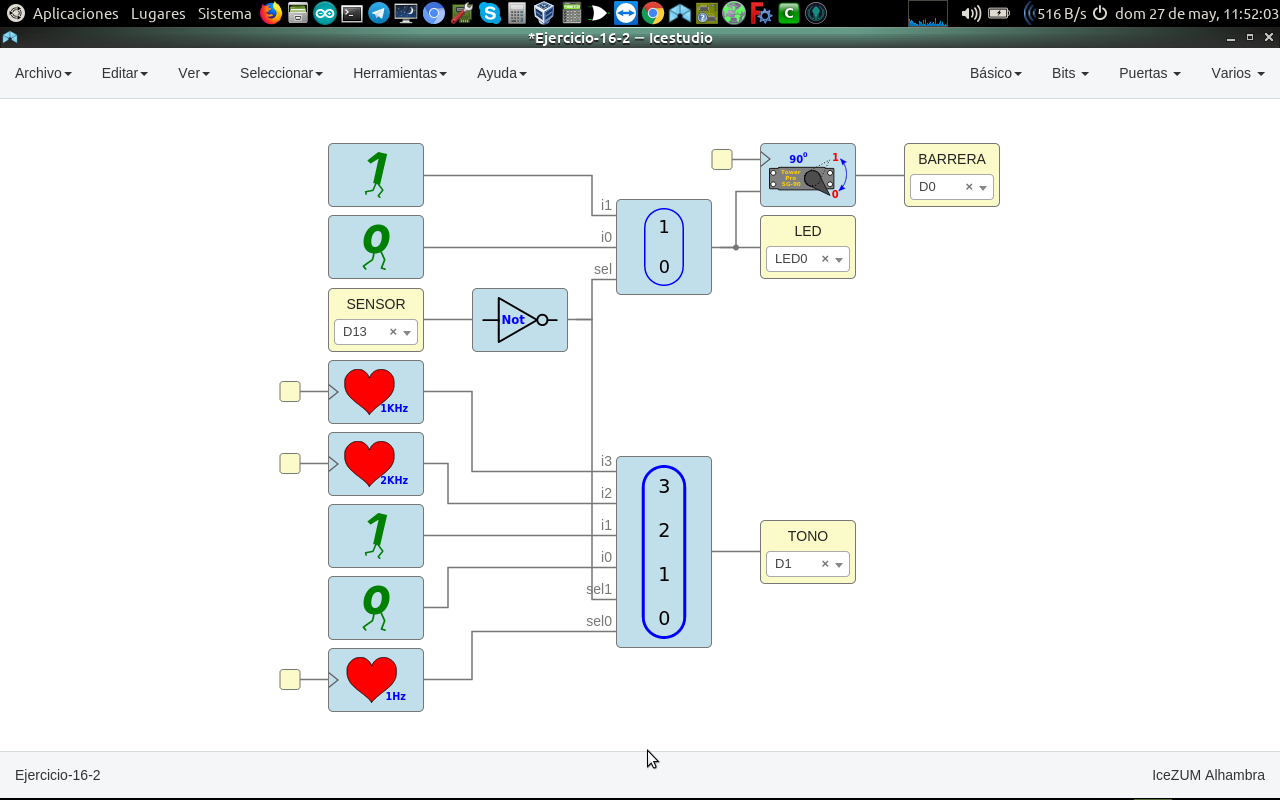 Aplicaciones Lugares Sistema 516 B/s dom 27 de may, 11:52:03
*Ejercicio-16-2 — Icestudio
Archivo Editar Ver Seleccionar Herramientas Ayuda Básico Bits Puertas Varios
1
0
SENSOR
D13
Not
1KHz
2KHz
1
0
1Hz
i1
i0
sel
1
0
90º
1
0
Tower
Pro
SG-90
BARRERA
D0
LED
LED0
i3
i2
i1
i0
sel1
sel0
3
2
1
0
TONO
D1
Ejercicio-16-2 IceZUM Alhambra